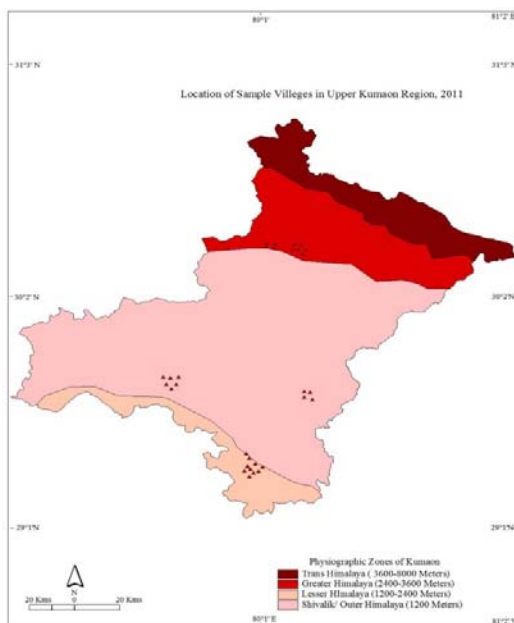 80°1'
81°2'E
31°3'N
31°3'N
Location of Sample Villeges in Upper Kumaon Region, 2011
30°2'N
30°2'N
29°1'N
29°1'N
Physiographic Zones of Kumaon
Trans Himalaya ( 3600-8000 Meters)
Greater Himalaya (2400-3600 Meters)
Lesser HImalaya (1200-2400 Meters)
Shivalik/ Outer Himalaya (1200 Meters)
N
20 Kms 0 20 Kms
80°1'E
81°2'E